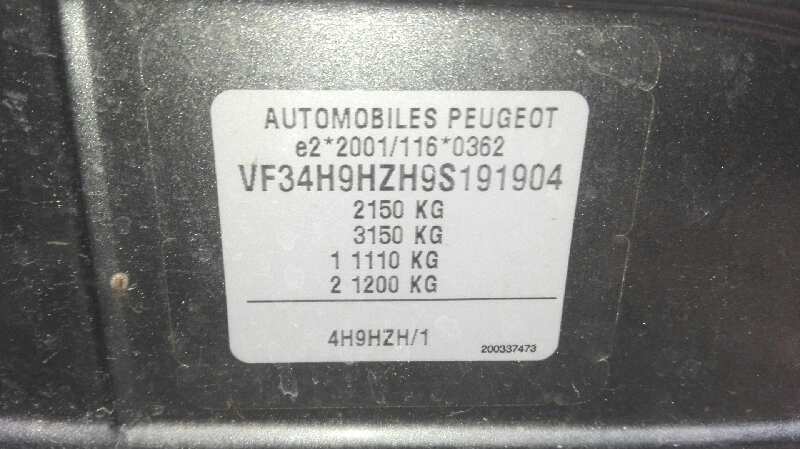 AUTOMOBILES PEUGEOT
e2*2001/116*0362
VF34H9HZH9S191904
2150 KG
3150 KG
1 1110 KG
2 1200 KG
4H9HZH/1
200337473